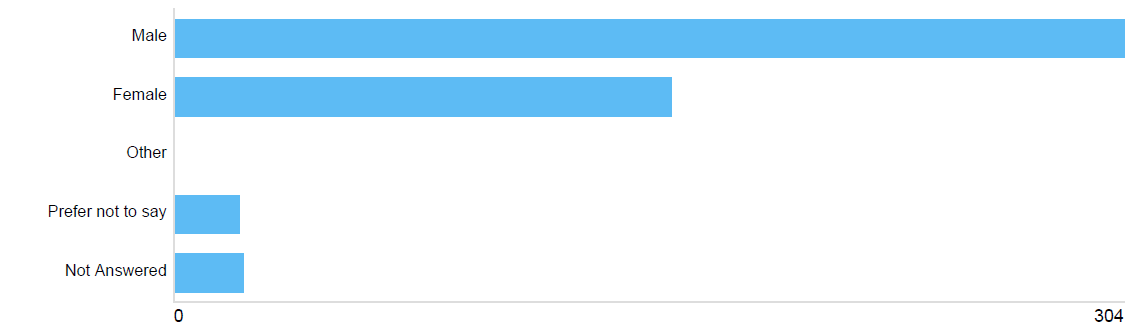 Male
Female
Other
Prefer not to say
Not Answered
0 304